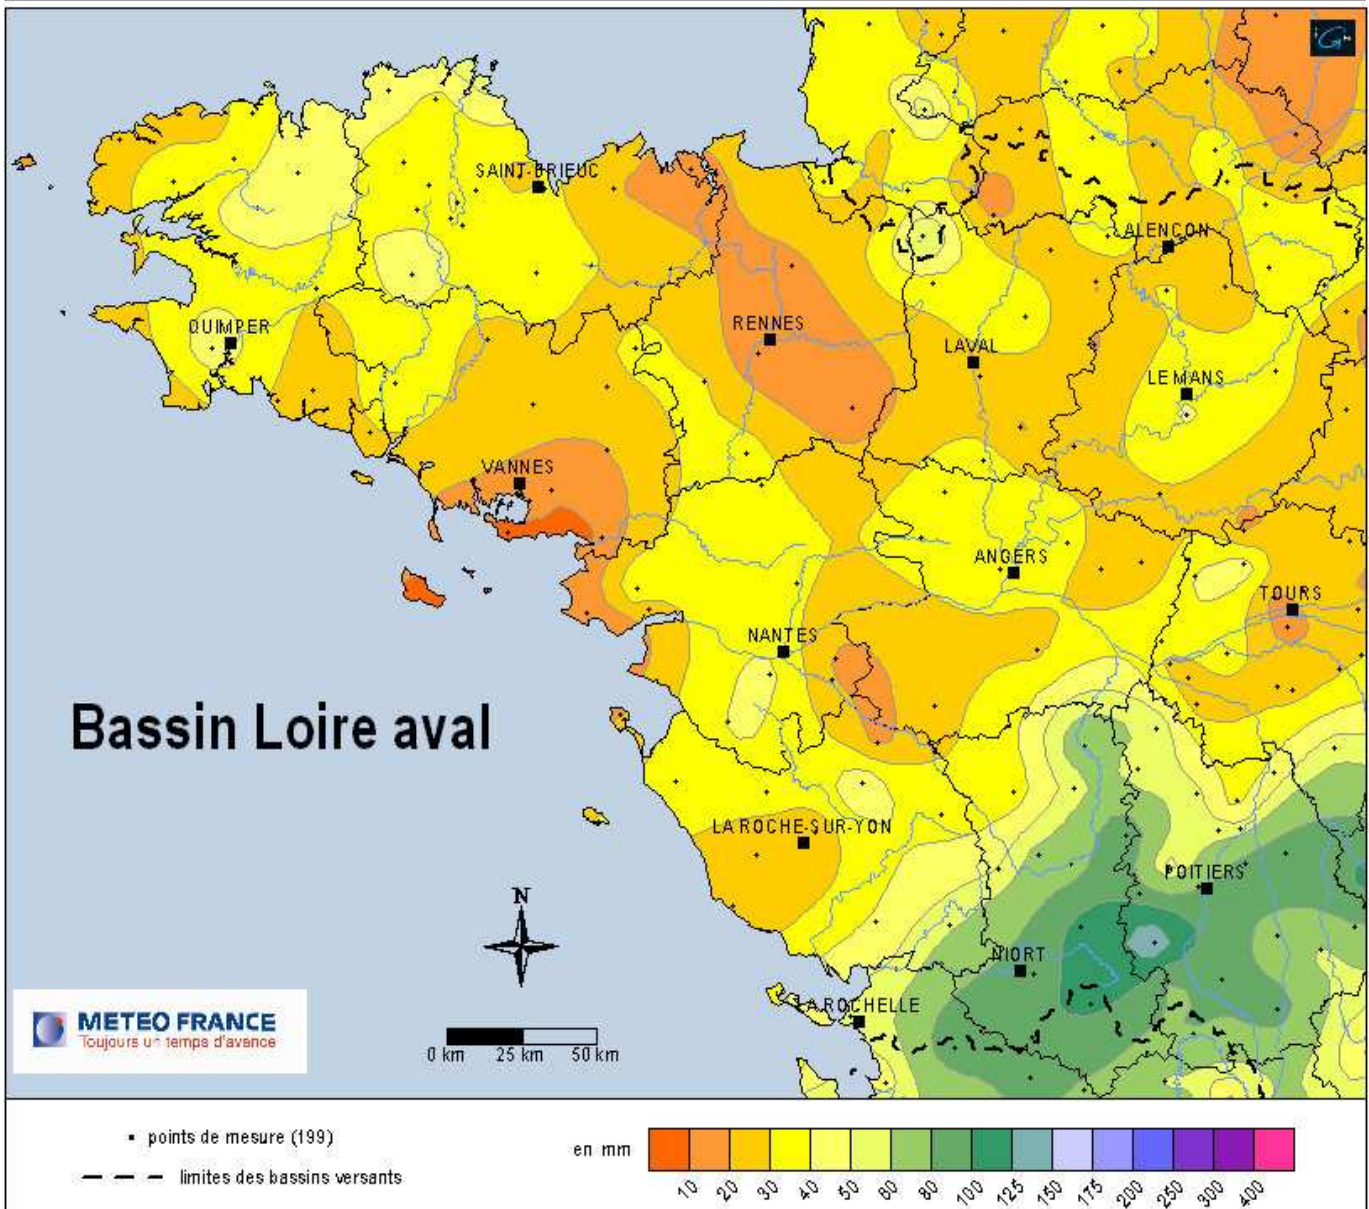 SAINT-BRIEUC
ALENCON
QUIMPER
RENNES
LAVAL
LE MANS
VANNES
ANGERS
TOURS
NANTES
Bassin Loire aval
LA ROCHE-SUR-YON
POITIERS
N
NIORT
LA ROCHELLE
METEO FRANCE
Toujours un temps d'avance
0 km 25 km 50 km
points de mesure (199)
en mm
limites des bassins versants
10 20 30 40 50 60 80 100 125 150 175 200 250 300 400